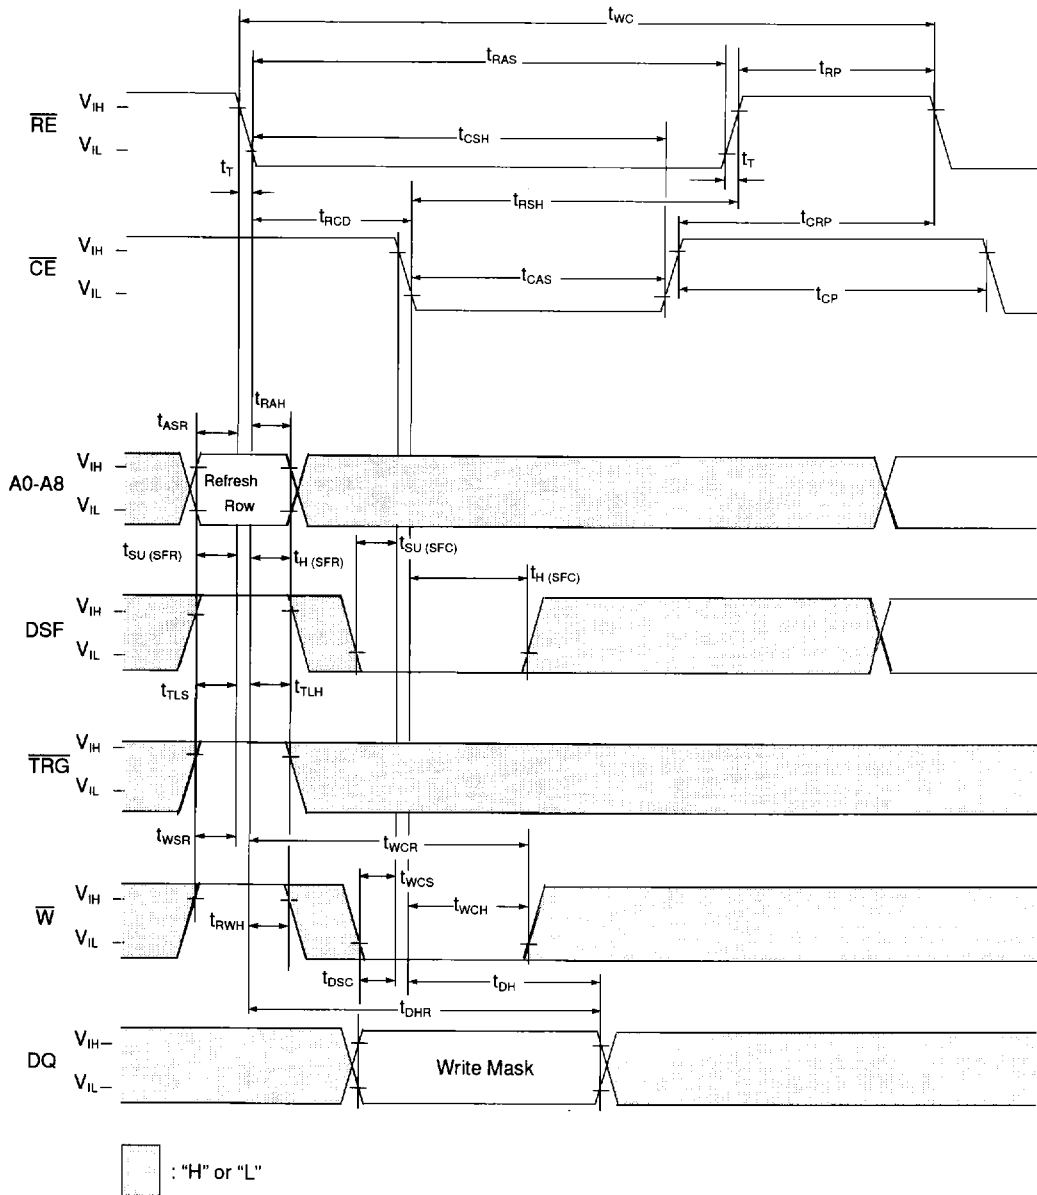 tWC
tRAS
tRP
RE
VIH
VIL
tCSH
tT
tT
tRSH
tRCD
tCRP
CE
VIH
VIL
tCAS
tCP
tRAH
tASR
A0-A8
VIH
VIL
Refresh
Row
tSU (SFR)
tH (SFR)
tSU (SFC)
tH (SFC)
DSF
VIH
VIL
tTLS
tTLH
TRG
VIH
VIL
tWSR
tWCR
tWCS
W
VIH
VIL
tRWH
tWCH
tDSC
tDH
tDHR
DQ
VIH
VIL
Write Mask
: “H” or “L”